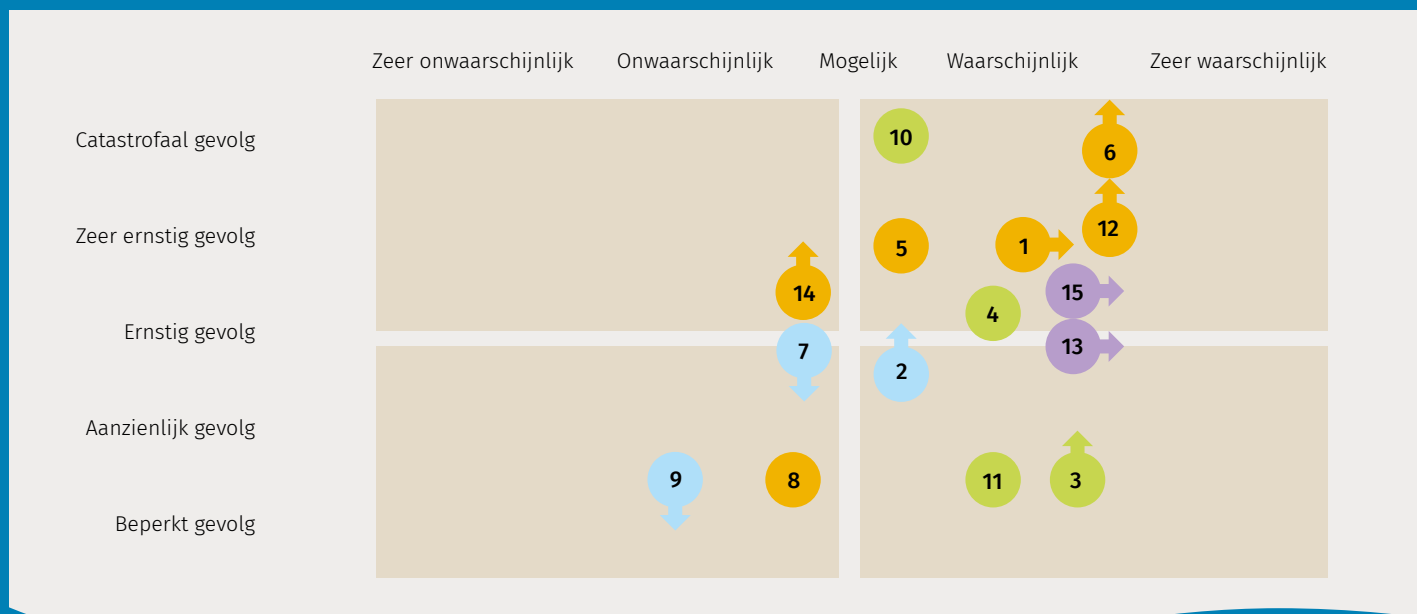 Zeer onwaarschijnlijk Onwaarschijnlijk Mogelijk Waarschijnlijk Zeer waarschijnlijk
Catastrofaal gevolg
10
6
Zeer ernstig gevolg
5
1
12
14
15
4
Ernstig gevolg
7
13
2
Aanzienlijk gevolg
9
8
11
3
Beperkt gevolg